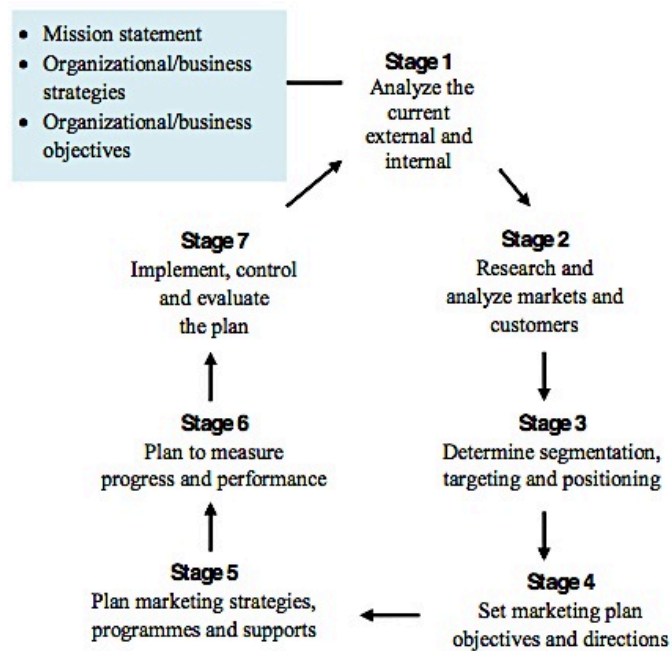 • Mission statement
• Organizational/business
strategies
• Organizational/business
objectives
Stage 1
Analyze the
current
external and
internal
Stage 2
Research and
analyze markets and
customers
Stage 3
Determine segmentation,
targeting and positioning
Stage 4
Set marketing plan
objectives and directions
Stage 5
Plan marketing strategies,
programmes and supports
Stage 6
Plan to measure
progress and performance
Stage 7
Implement, control
and evaluate
the plan